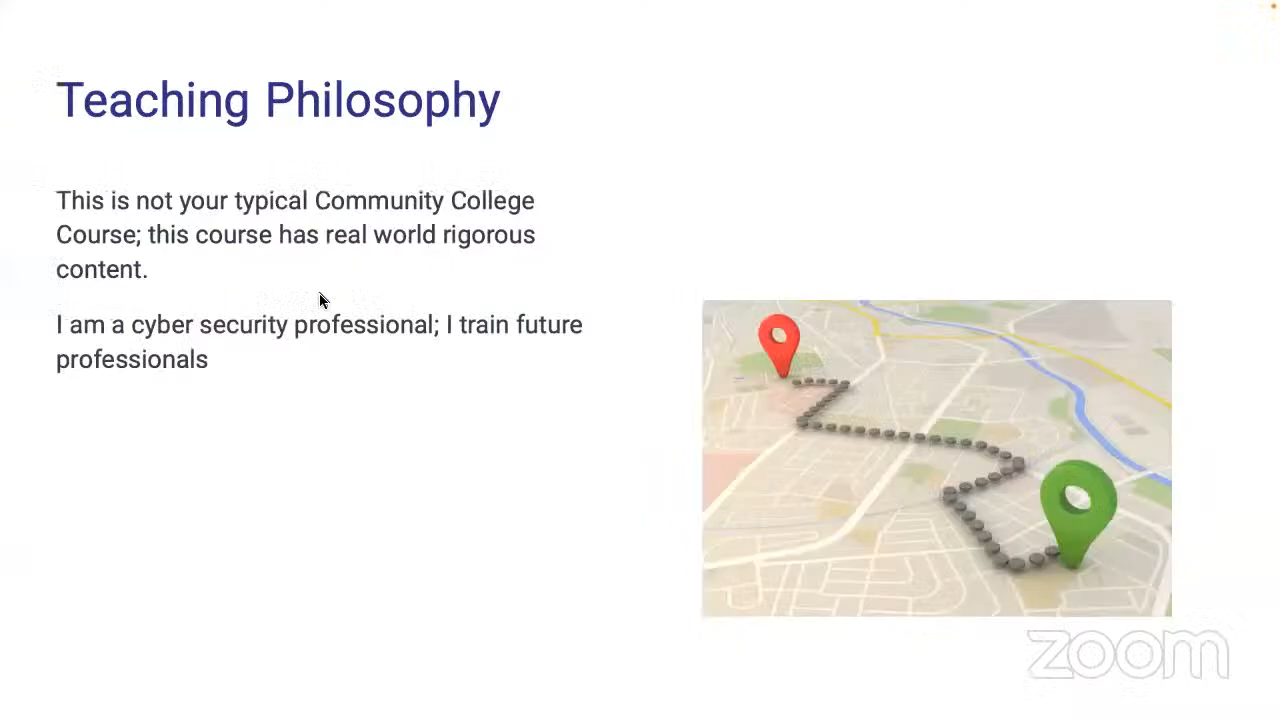 Teaching Philosophy
This is not your typical Community College
Course; this course has real world rigorous
content.
I am a cyber security professional; I train future
professionals
zoom